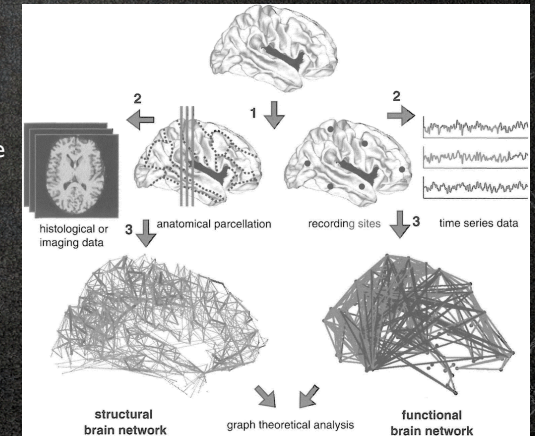 2
1
2
e
histological or
imaging data
3
anatomical parcellation
recording sites
3
time series data
structural
brain network
graph theoretical analysis
functional
brain network